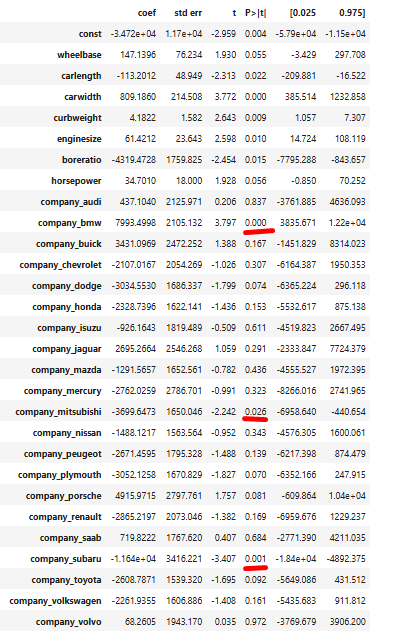 coef std err t P>|t| [0.025 0.975]
const -3.472e+04 1.17e+04 -2.959 0.004 -5.79e+04 -1.15e+04
wheelbase 147.1396 76.234 1.930 0.055 -3.429 297.708
carlength -113.2012 48.949 -2.313 0.022 -209.881 -16.522
carwidth 809.1860 214.508 3.772 0.000 385.514 1232.858
curbweight 4.1822 1.582 2.643 0.009 1.057 7.307
enginesize 61.4212 23.643 2.598 0.010 14.724 108.119
boreratio -4319.4728 1759.825 -2.454 0.015 -7795.288 -843.657
horsepower 34.7010 18.000 1.928 0.056 -0.850 70.252
company_audi 437.1040 2125.971 0.206 0.837 -3761.885 4636.093
company_bmw 7993.4998 2105.132 3.797 0.000 3835.671 1.22e+04
company_buick 3431.0969 2472.252 1.388 0.167 -1451.829 8314.023
company_chevrolet -2107.0167 2054.269 -1.026 0.307 -6164.387 1950.353
company_dodge -3034.5530 1686.337 -1.799 0.074 -6365.224 296.118
company_honda -2328.7396 1622.141 -1.436 0.153 -5532.617 875.138
company_isuzu -926.1643 1819.489 -0.509 0.611 -4519.823 2667.495
company_jaguar 2695.2664 2546.268 1.059 0.291 -2333.847 7724.379
company_mazda -1291.5657 1652.561 -0.782 0.436 -4555.527 1972.395
company_mercury -2762.0259 2786.701 -0.991 0.323 -8266.016 2741.965
company_mitsubishi -3699.6473 1650.046 -2.242 0.026 -6958.640 -440.654
company_nissan -1488.1217 1563.564 -0.952 0.343 -4576.305 1600.061
company_peugeot -2671.4595 1795.328 -1.488 0.139 -6217.398 874.479
company_plymouth -3052.1258 1670.829 -1.827 0.070 -6352.166 247.915
company_porsche 4915.9715 2797.761 1.757 0.081 -609.864 1.04e+04
company_renault -2865.2197 2073.046 -1.382 0.169 -6959.676 1229.237
company_saab 719.8222 1767.620 0.407 0.684 -2771.390 4211.035
company_subaru -1.164e+04 3416.221 -3.407 0.001 -1.84e+04 -4892.375
company_toyota -2608.7871 1539.320 -1.695 0.092 -5649.086 431.512
company_volkswagen -2261.9355 1606.886 -1.408 0.161 -5435.683 911.812
company_volvo 68.2605 1943.170 0.035 0.972 -3769.679 3906.200